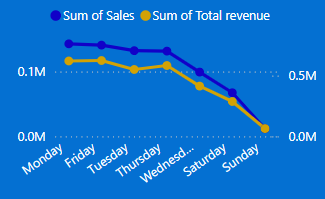 Sum of Sales Sum of Total revenue
0.1M
0.5M
0.0M
0.0M
Monday
Friday
Tuesday
Thursday
Wednesd...
Saturday
Sunday